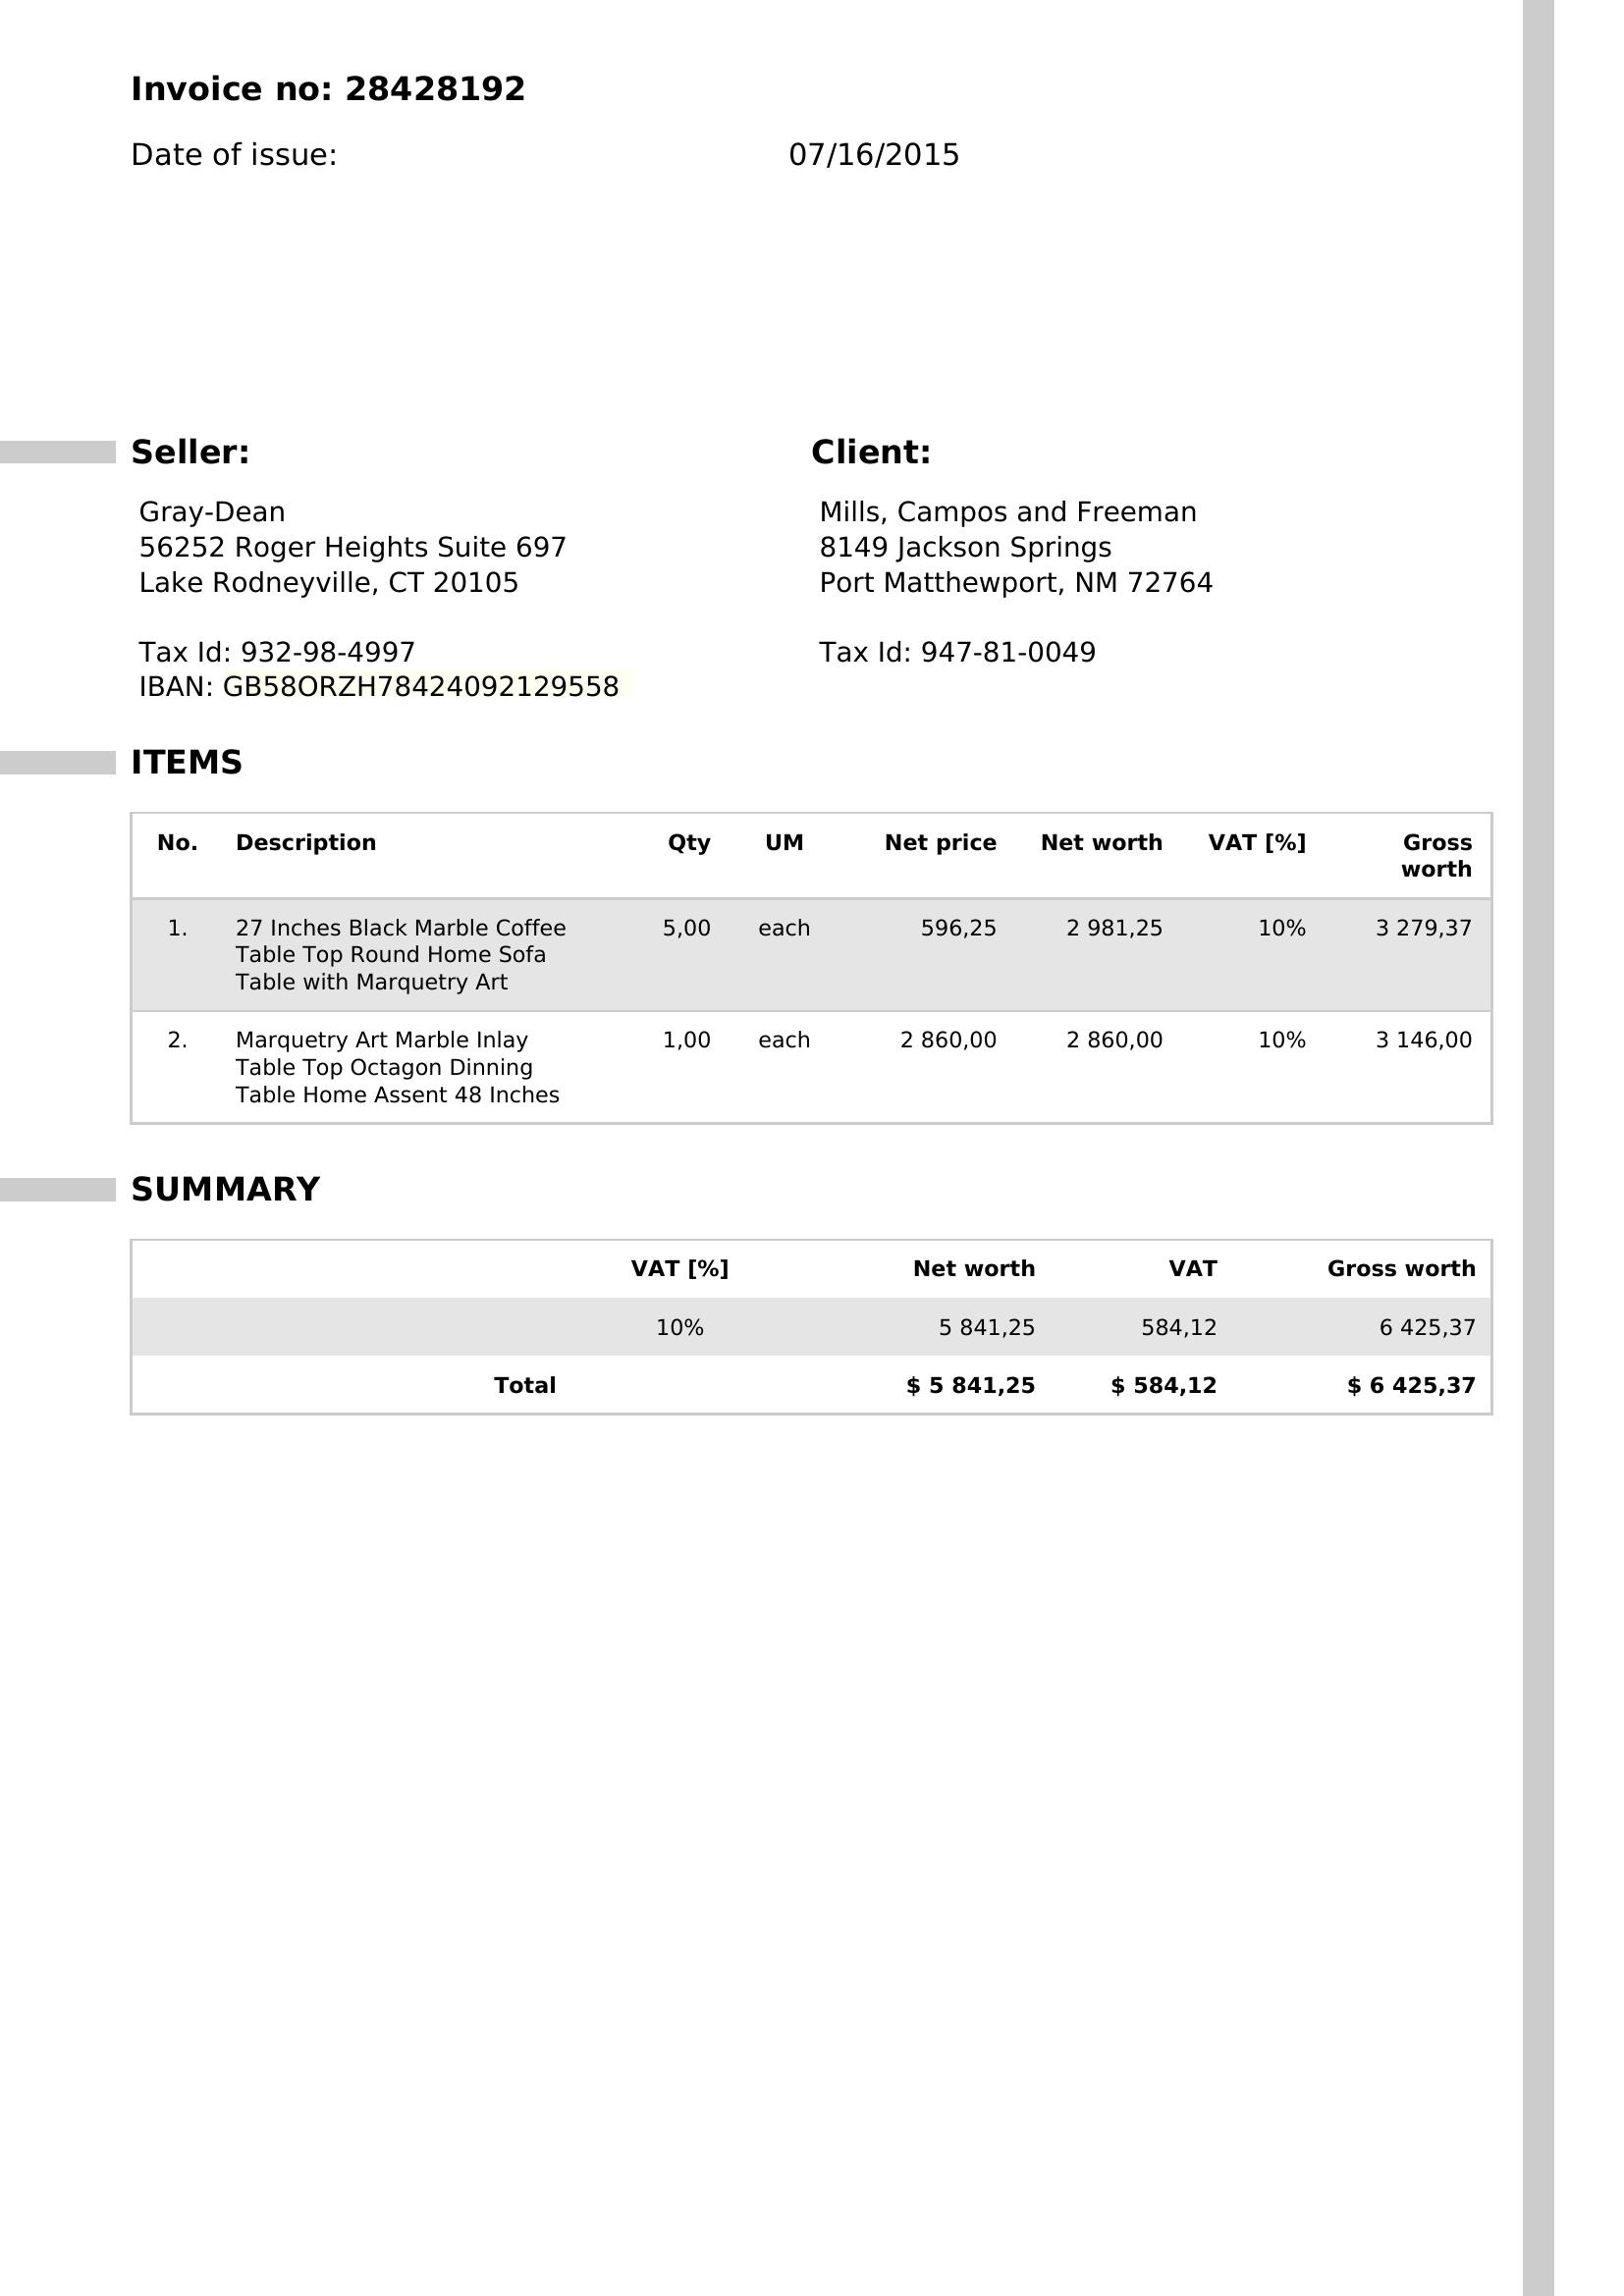 Invoice no: 28428192
Date of issue: 07/16/2015
Seller:
Gray-Dean
56252 Roger Heights Suite 697
Lake Rodneyville, CT 20105
Tax Id: 932-98-4997
IBAN: GB58ORZH78424092129558
Client:
Mills, Campos and Freeman
8149 Jackson Springs
Port Matthewport, NM 72764
Tax Id: 947-81-0049
ITEMS
No. Description Qty UM Net price Net worth VAT [%] Gross
worth
1. 27 Inches Black Marble Coffee 5,00 each 596,25 2 981,25 10% 3 279,37
Table Top Round Home Sofa
Table with Marquetry Art
2. Marquetry Art Marble Inlay 1,00 each 2 860,00 2 860,00 10% 3 146,00
Table Top Octagon Dinning
Table Home Assent 48 Inches
SUMMARY
VAT [%] Net worth VAT Gross worth
10% 5 841,25 584,12 6 425,37
Total $ 5 841,25 $ 584,12 $ 6 425,37